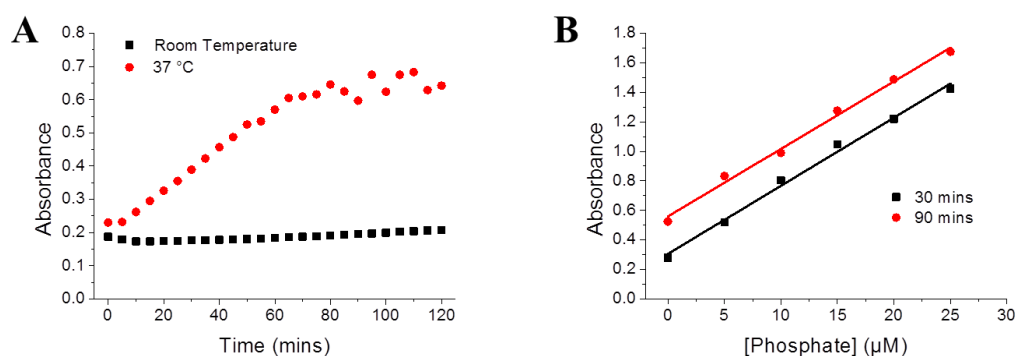 A
Absorbance
0.8
0.7
0.6
0.5
0.4
0.3
0.2
0.1
0.0
Room Temperature
37 °C
0 20 40 60 80 100 120
Time (mins)
B
Absorbance
1.8
1.6
1.4
1.2
1.0
0.8
0.6
0.4
0.2
0.0
30 mins
90 mins
0 5 10 15 20 25 30
[Phosphate] (µM)